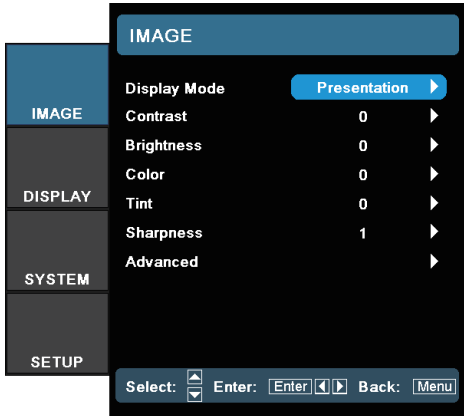 IMAGE
IMAGE
DISPLAY
SYSTEM
SETUP
Display Mode Presentation
Contrast 0
Brightness 0
Color 0
Tint 0
Sharpness 1
Advanced
Select: Enter: Enter Back: Menu